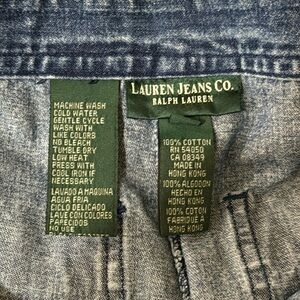 MACHINE WASH
COLD WATER
GENTLE CYCLE
WASH WITH
LIKE COLORS
NO BLEACH
TUMBLE DRY
LOW HEAT
PRESS WITH
COOL IRON IF
NECESSARY
LAVADO A MAQUINA
AGUA FRIA
CICLO DELICADO
LAVE CON COLORES
PARECIDOS
NO USE
LAUREN JEANS CO.
RALPH LAUREN
100% COTTON
RN 54050
CA 08349
MADE IN
HONG KONG
100% ALGODON
HECHO EN
HONG KONG
100% COTON
FABRIQUE A
HONG KONG